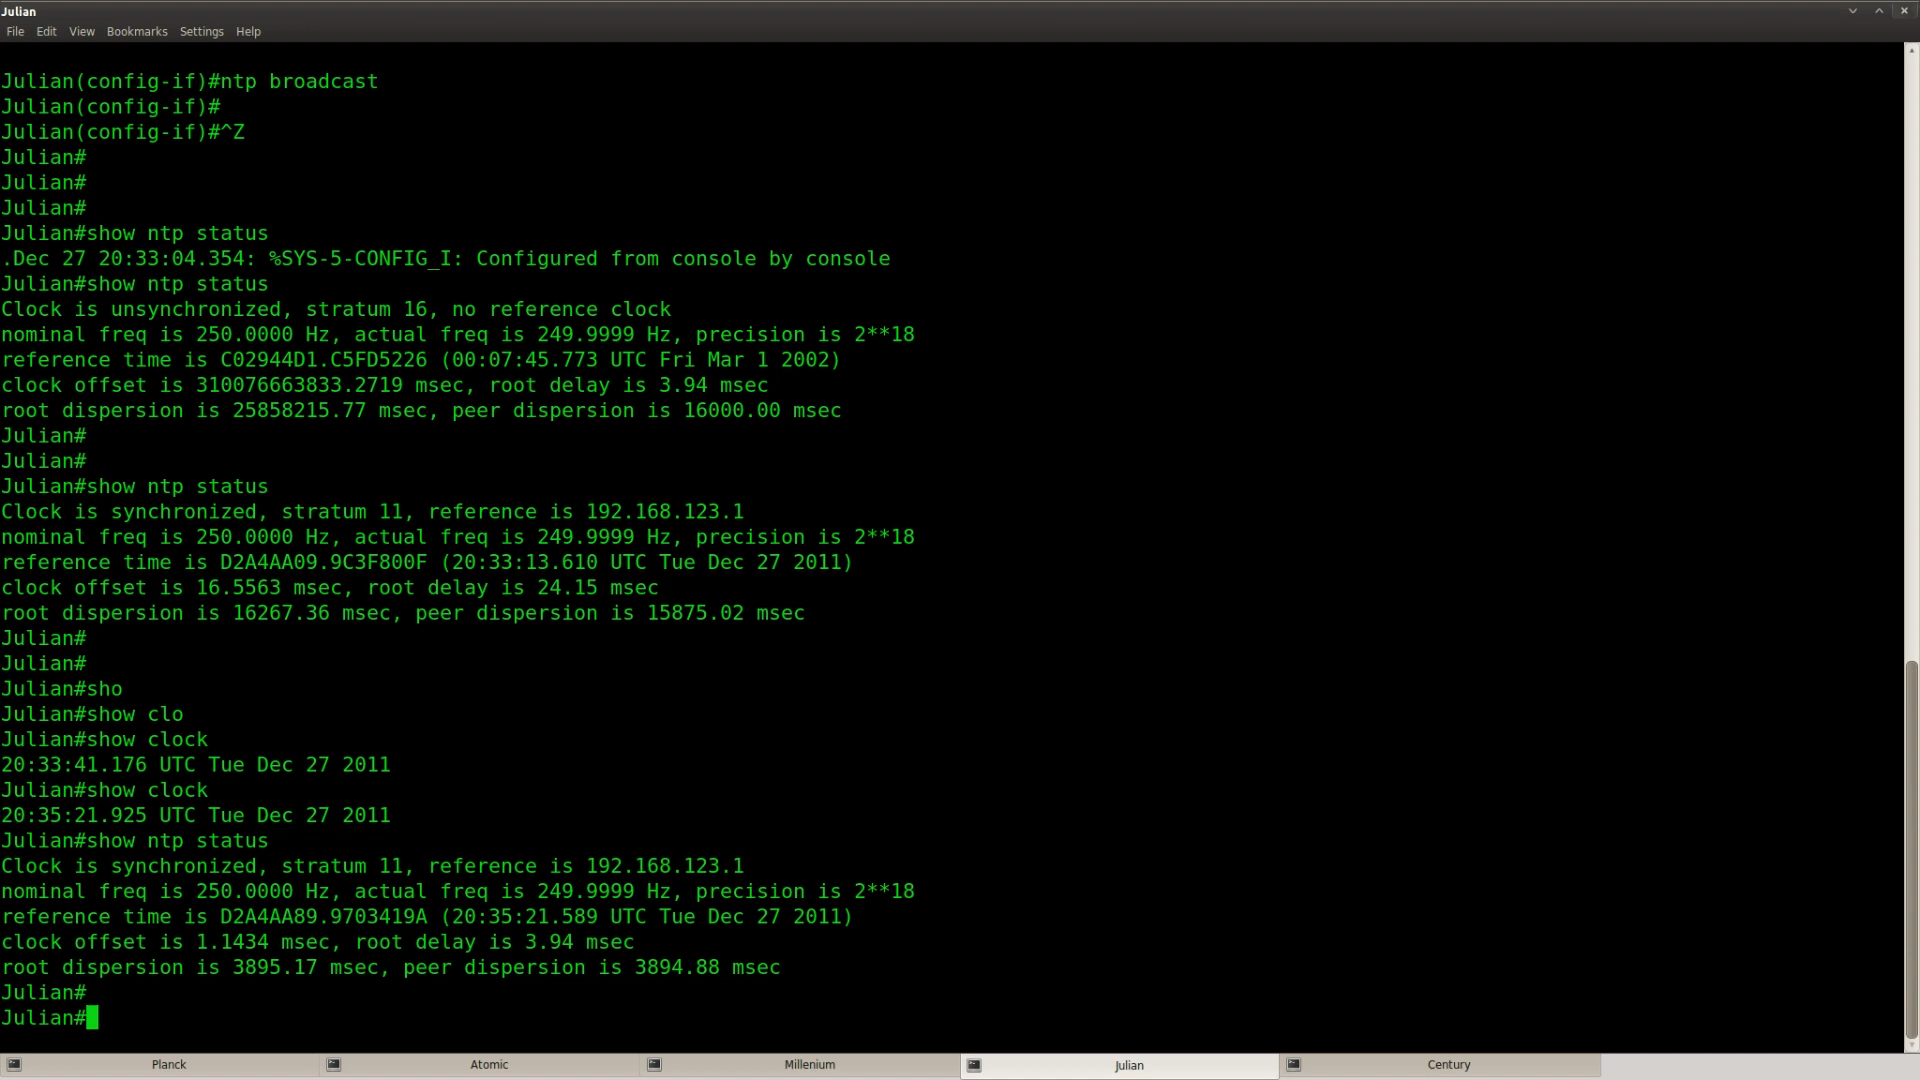 Julian
File Edit View Bookmarks Settings Help
Julian(config-if)#ntp broadcast
Julian(config-if)#
Julian(config-if)#^Z
Julian#
Julian#
Julian#
Julian#show ntp status
.Dec 27 20:33:04.354: %SYS-5-CONFIG_I: Configured from console by console
Julian#show ntp status
Clock is unsynchronized, stratum 16, no reference clock
nominal freq is 250.0000 Hz, actual freq is 249.9999 Hz, precision is 2**18
reference time is C02944D1.C5FD5226 (00:07:45.773 UTC Fri Mar 1 2002)
clock offset is 310076663833.2719 msec, root delay is 3.94 msec
root dispersion is 25858215.77 msec, peer dispersion is 16000.00 msec
Julian#
Julian#
Julian#show ntp status
Clock is synchronized, stratum 11, reference is 192.168.123.1
nominal freq is 250.0000 Hz, actual freq is 249.9999 Hz, precision is 2**18
reference time is D2A4AA09.9C3F800F (20:33:13.610 UTC Tue Dec 27 2011)
clock offset is 16.5563 msec, root delay is 24.15 msec
root dispersion is 16267.36 msec, peer dispersion is 15875.02 msec
Julian#
Julian#
Julian#sho
Julian#show clo
Julian#show clock
20:33:41.176 UTC Tue Dec 27 2011
Julian#show clock
20:35:21.925 UTC Tue Dec 27 2011
Julian#show ntp status
Clock is synchronized, stratum 11, reference is 192.168.123.1
nominal freq is 250.0000 Hz, actual freq is 249.9999 Hz, precision is 2**18
reference time is D2A4AA89.9703419A (20:35:21.589 UTC Tue Dec 27 2011)
clock offset is 1.1434 msec, root delay is 3.94 msec
root dispersion is 3895.17 msec, peer dispersion is 3894.88 msec
Julian#
Julian#
Planck Atomic Millenium Julian Century